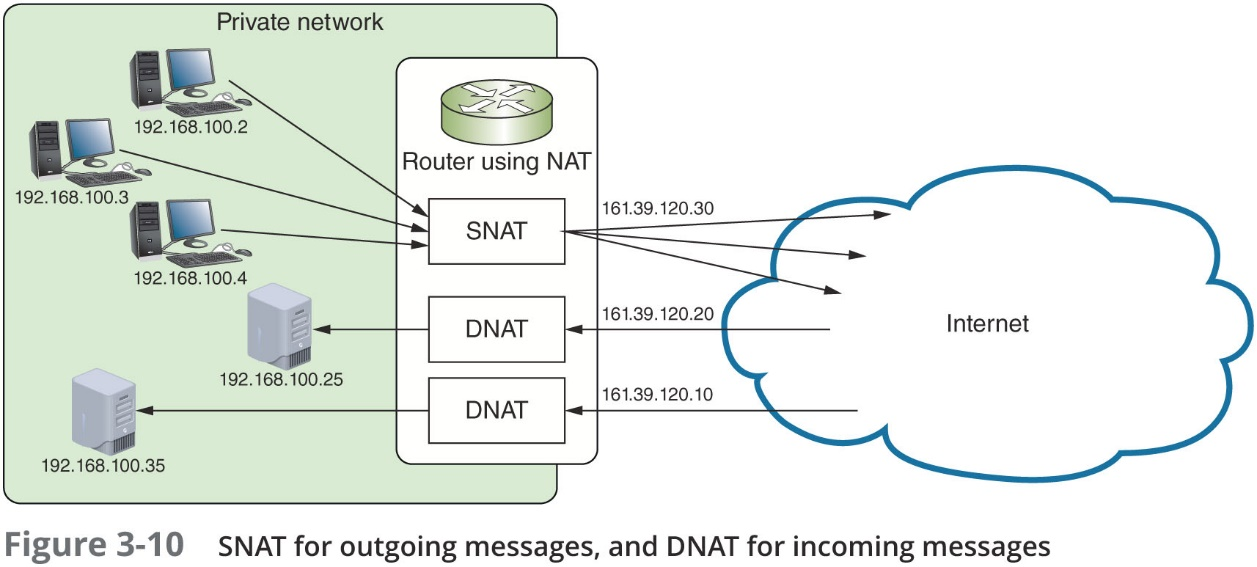 Private network
192.168.100.2
192.168.100.3
192.168.100.4
192.168.100.25
192.168.100.35
Router using NAT
SNAT
DNAT
DNAT
161.39.120.30
161.39.120.20
161.39.120.10
Internet
Figure 3-10 SNAT for outgoing messages, and DNAT for incoming messages